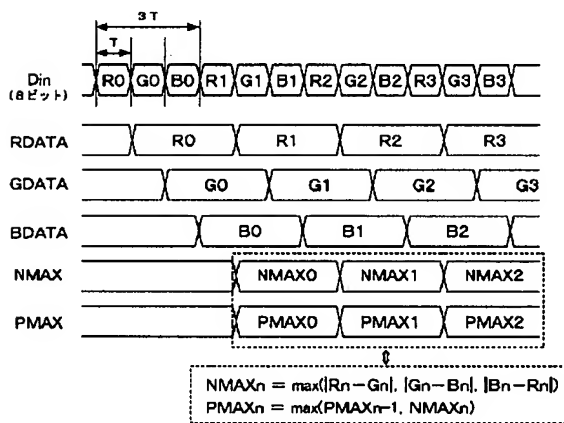 3T
T
Din R0 G0 B0 R1 G1 B1 R2 G2 B2 R3 G3 B3
(8ビット)
RDATA R0 R1 R2 R3
GDATA G0 G1 G2 G3
BDATA B0 B1 B2
NMAX NMAX0 NMAX1 NMAX2
PMAX PMAX0 PMAX1 PMAX2
⇕
NMAXn = max(|Rn−Gn|, |Gn−Bn|, |Bn−Rn|)
PMAXn = max(PMAXn-1, NMAXn)